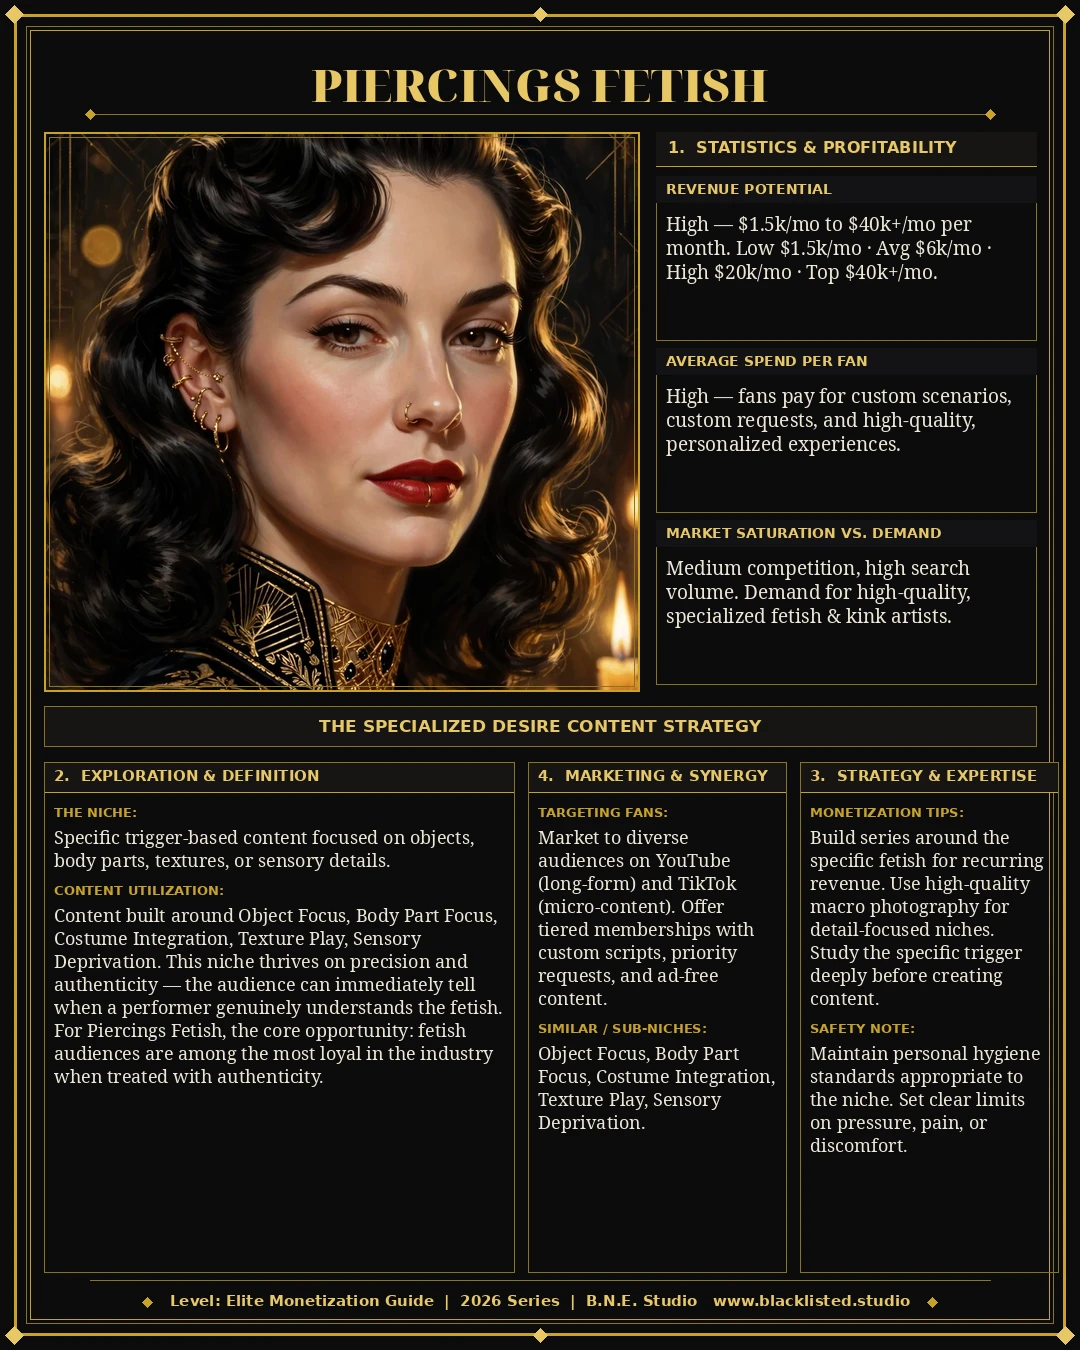 PIERCINGS FETISH
1. STATISTICS & PROFITABILITY
REVENUE POTENTIAL
High — $1.5k/mo to $40k+/mo per
month. Low $1.5k/mo · Avg $6k/mo ·
High $20k/mo · Top $40k+/mo.
AVERAGE SPEND PER FAN
High — fans pay for custom scenarios,
custom requests, and high-quality,
personalized experiences.
MARKET SATURATION VS. DEMAND
Medium competition, high search
volume. Demand for high-quality,
specialized fetish & kink artists.
THE SPECIALIZED DESIRE CONTENT STRATEGY
2. EXPLORATION & DEFINITION
THE NICHE:
Specific trigger-based content focused on objects,
body parts, textures, or sensory details.
CONTENT UTILIZATION:
Content built around Object Focus, Body Part Focus,
Costume Integration, Texture Play, Sensory
Deprivation. This niche thrives on precision and
authenticity — the audience can immediately tell
when a performer genuinely understands the fetish.
For Piercings Fetish, the core opportunity: fetish
audiences are among the most loyal in the industry
when treated with authenticity.
4. MARKETING & SYNERGY
TARGETING FANS:
Market to diverse
audiences on YouTube
(long-form) and TikTok
(micro-content). Offer
tiered memberships with
custom scripts, priority
requests, and ad-free
content.
SIMILAR / SUB-NICHES:
Object Focus, Body Part
Focus, Costume Integration,
Texture Play, Sensory
Deprivation.
3. STRATEGY & EXPERTISE
MONETIZATION TIPS:
Build series around the
specific fetish for recurring
revenue. Use high-quality
macro photography for
detail-focused niches.
Study the specific trigger
deeply before creating
content.
SAFETY NOTE:
Maintain personal hygiene
standards appropriate to
the niche. Set clear limits
on pressure, pain, or
discomfort.
Level: Elite Monetization Guide | 2026 Series | B.N.E. Studio www.blacklisted.studio